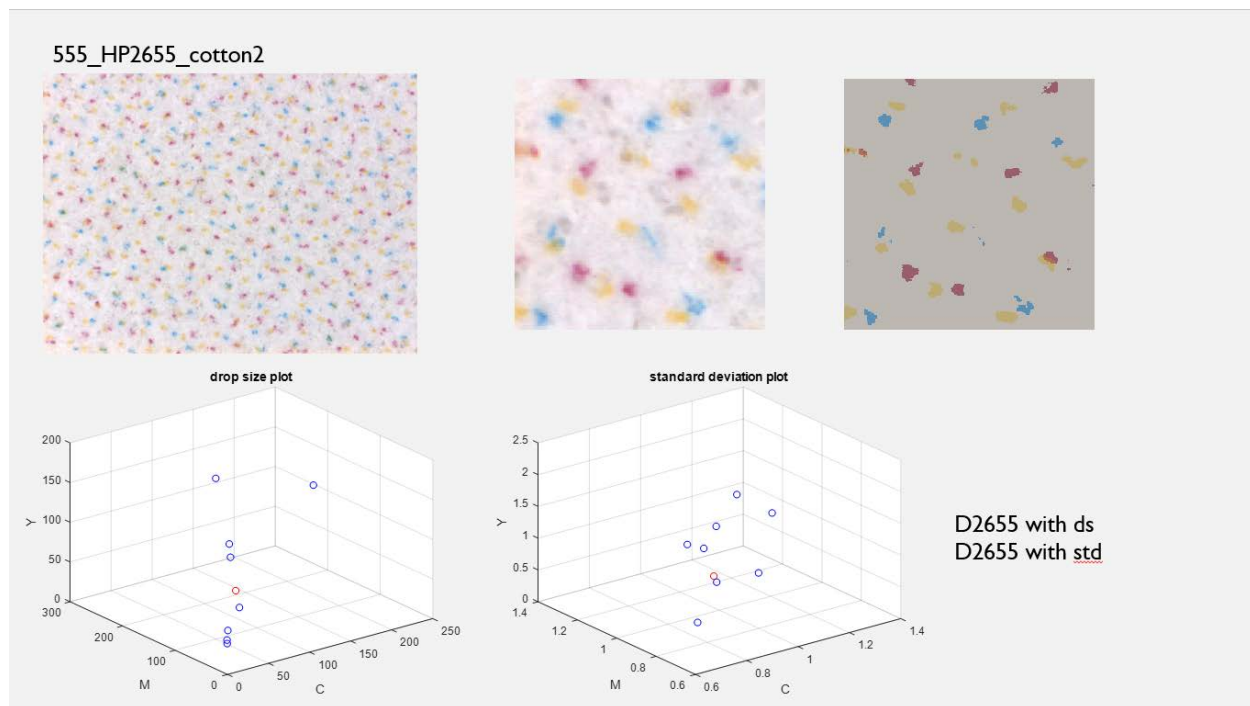 555_HP2655_cotton2
drop size plot
200
150
100
50
0
Y
300
200
100
0
M
0
50
100
150
200
250
C
standard deviation plot
2.5
2
1.5
1
0.5
0
Y
1.4
1.2
1
0.8
0.6
M
0.6
0.8
1
1.2
1.4
C
D2655 with ds
D2655 with std